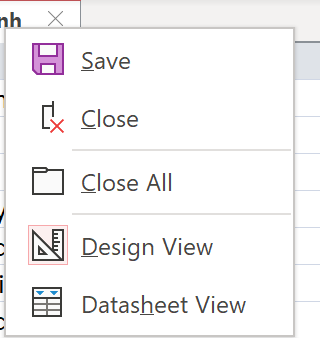 nh
Save
Close
Close All
Design View
Datasheet View